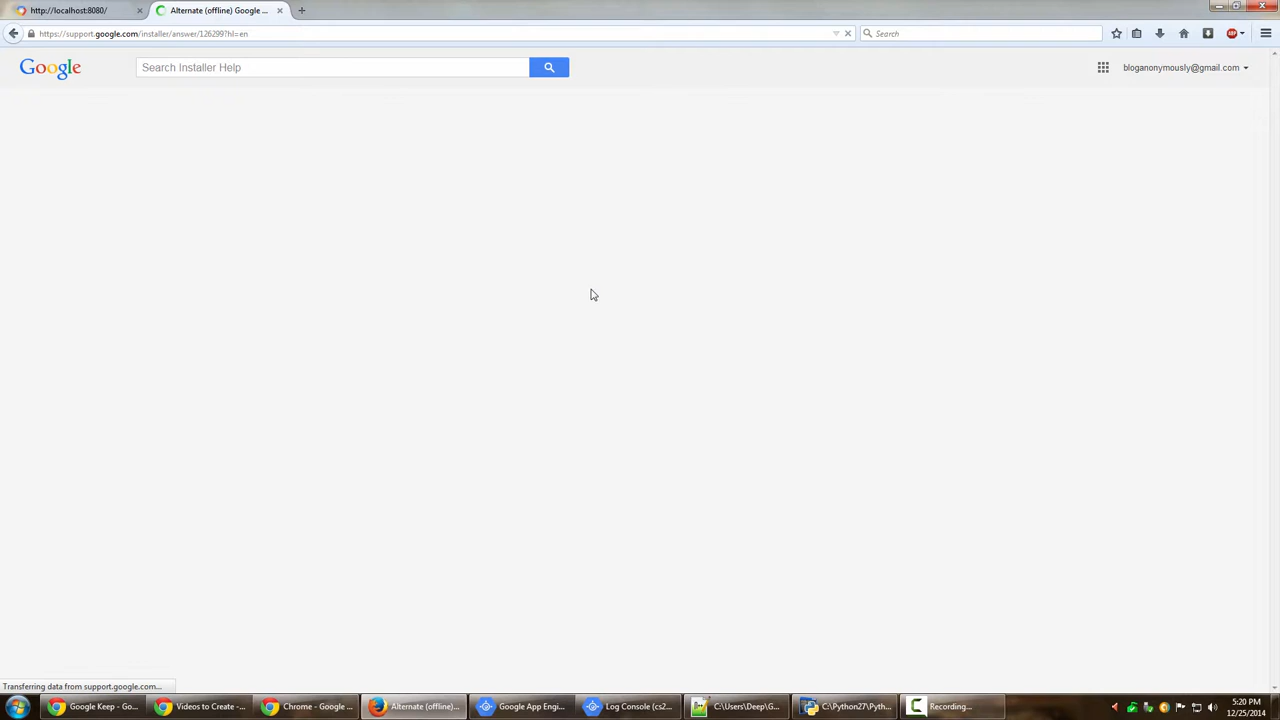 http://localhost:8080/
Alternate (offline) Google ...
https://support.google.com/installer/answer/126299?hl=en
Search
Google
Search Installer Help
bloganonymously@gmail.com
Transferring data from support.google.com...
Google Keep - Go...
Videos to Create -...
Chrome - Google ...
Alternate (offline)...
Google App Engi...
Log Console (cs2...
C:\Users\Deep\G...
C:\Python27\Pyth...
Recording...
5:20 PM
12/25/2014